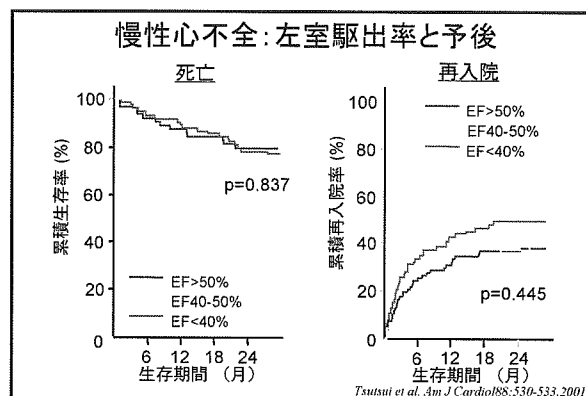 慢性心不全：左室駆出率と予後
死亡
100
80
60
40
20
0
累積生存率 (%)
p=0.837
EF>50%
EF40-50%
EF<40%
6 12 18 24
生存期間 （月）
再入院
100
80
60
40
20
0
累積再入院率 (%)
EF>50%
EF40-50%
EF<40%
p=0.445
6 12 18 24
生存期間 （月）
Tsutsui et al. Am J Cardiol88:530-533,2001